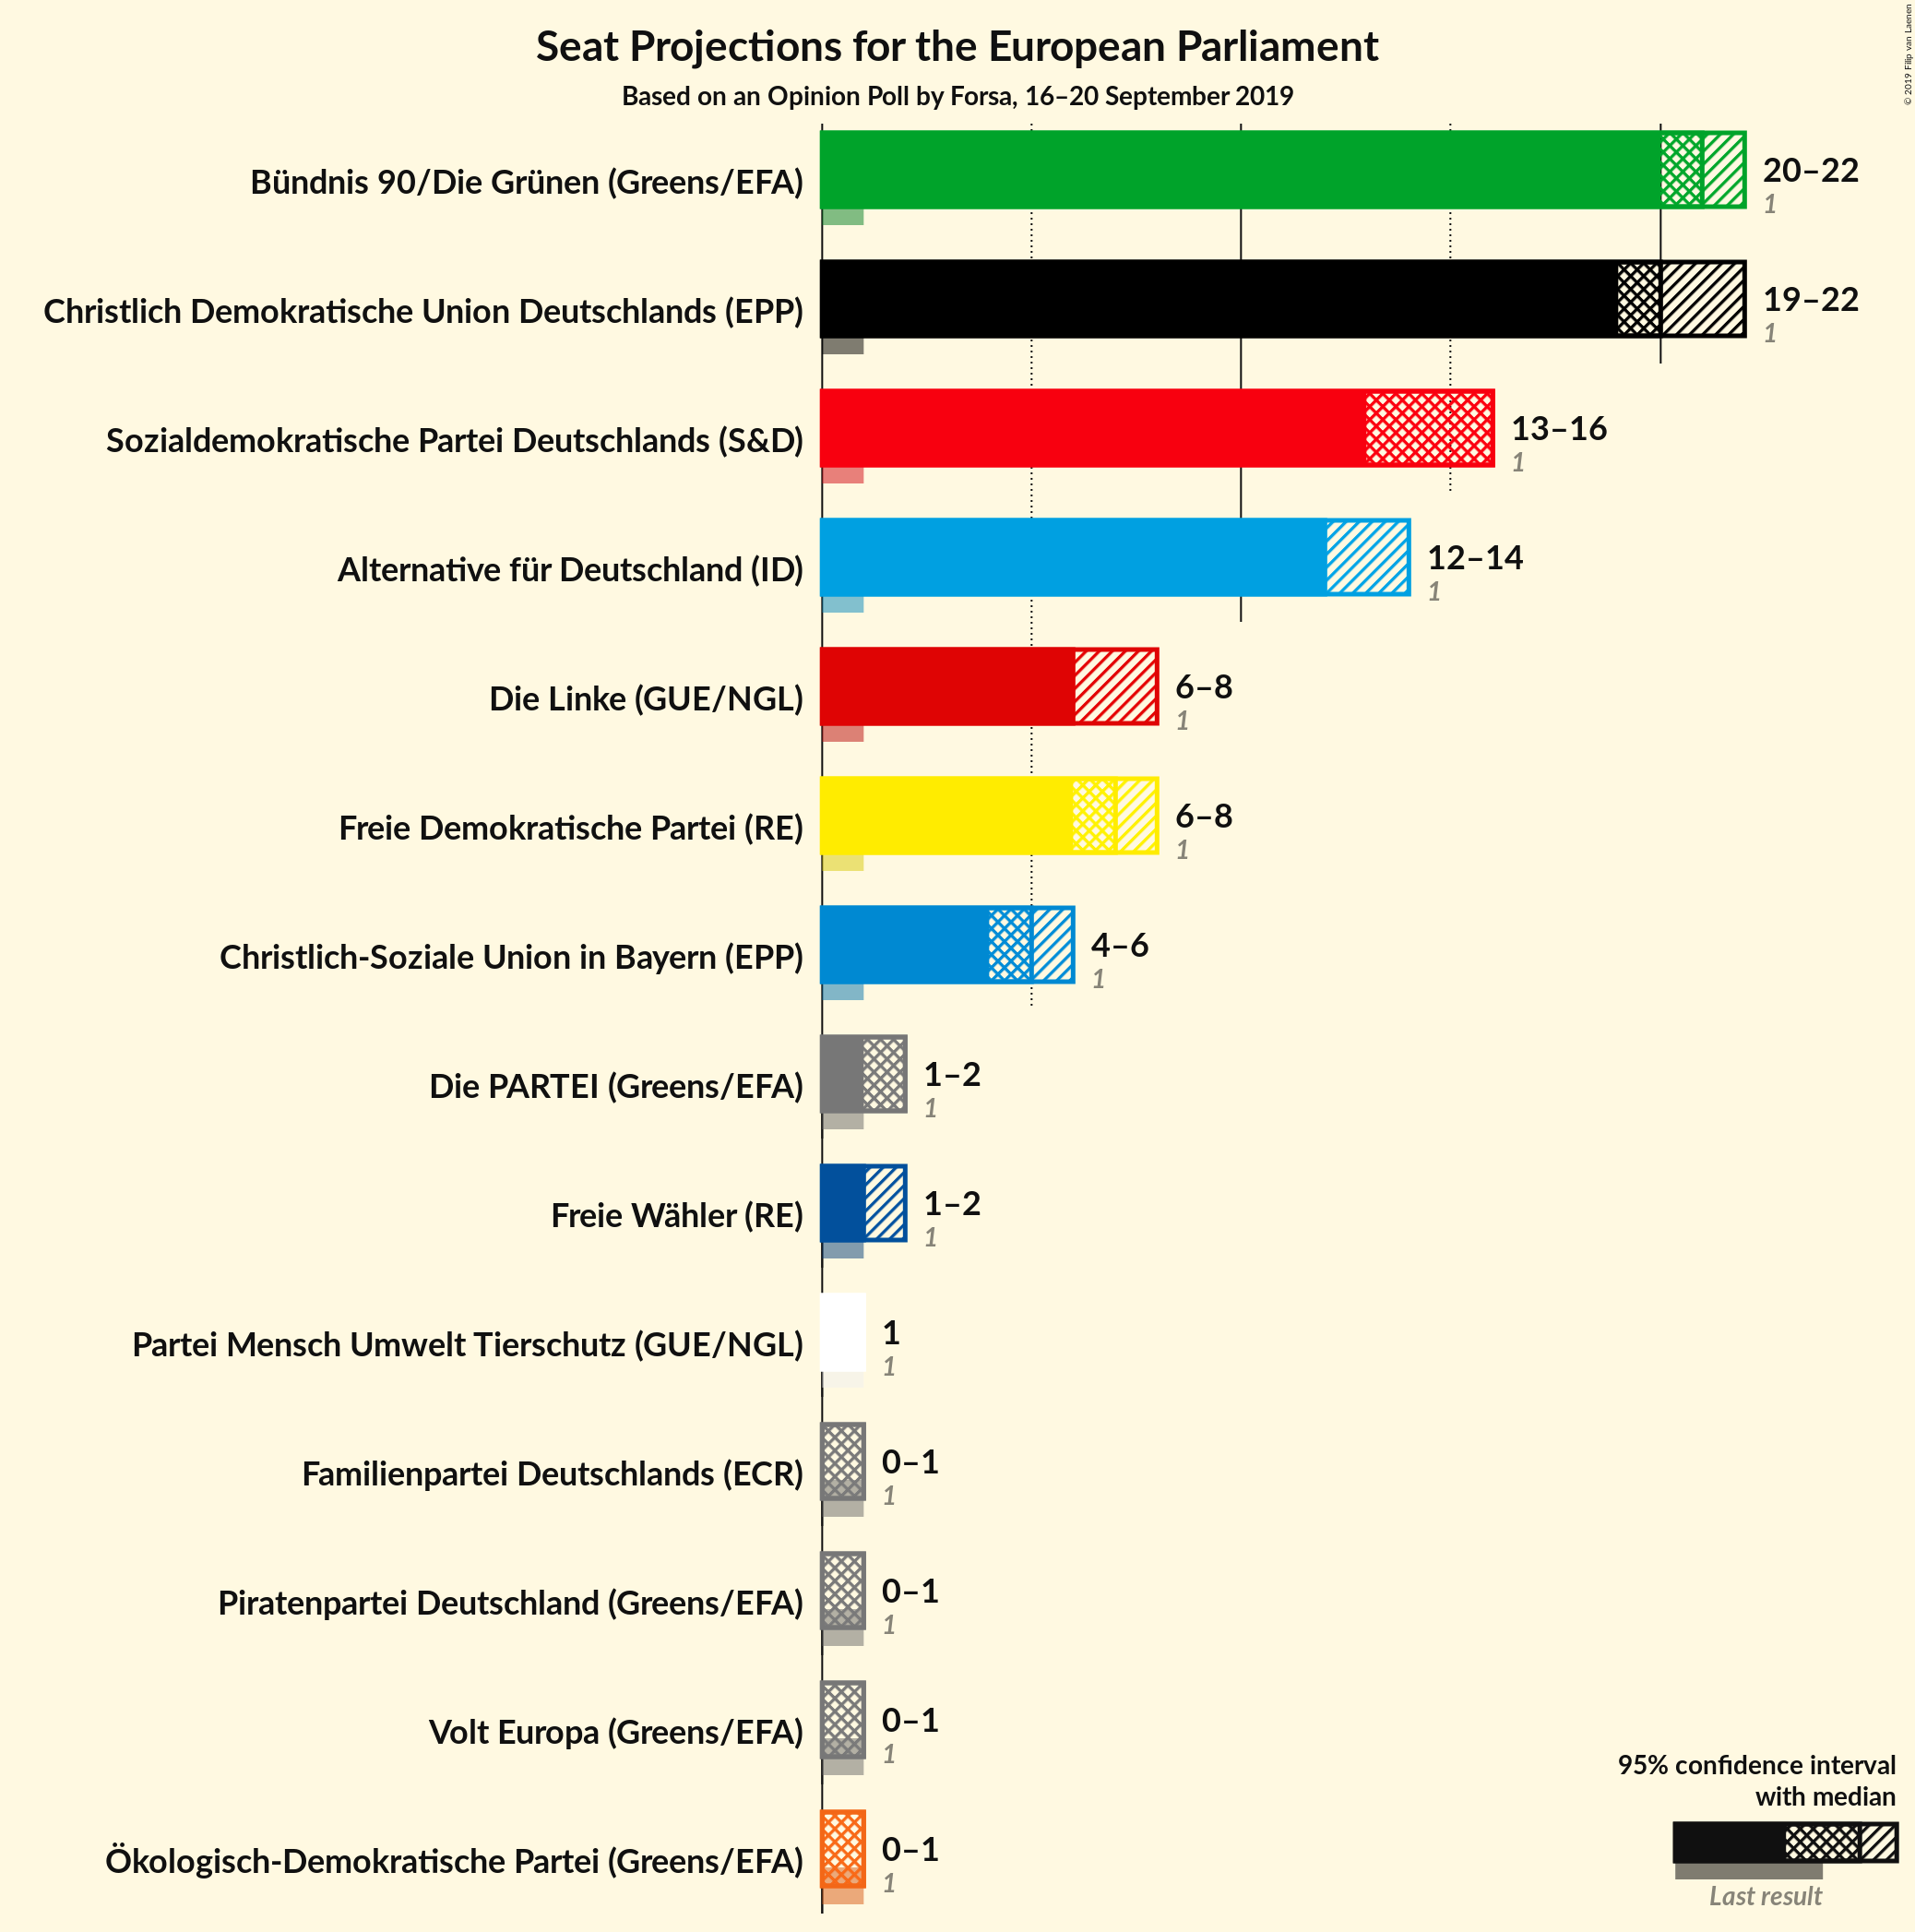 Seat Projections for the European Parliament
Based on an Opinion Poll by Forsa, 16–20 September 2019
© 2019 Filip van Laenen
Bündnis 90/Die Grünen (Greens/EFA)
20–22
1
Christlich Demokratische Union Deutschlands (EPP)
19–22
1
Sozialdemokratische Partei Deutschlands (S&D)
13–16
1
Alternative für Deutschland (ID)
12–14
1
Die Linke (GUE/NGL)
6–8
1
Freie Demokratische Partei (RE)
6–8
1
Christlich-Soziale Union in Bayern (EPP)
4–6
1
Die PARTEI (Greens/EFA)
1–2
1
Freie Wähler (RE)
1–2
1
Partei Mensch Umwelt Tierschutz (GUE/NGL)
1
1
Familienpartei Deutschlands (ECR)
0–1
1
Piratenpartei Deutschland (Greens/EFA)
0–1
1
Volt Europa (Greens/EFA)
0–1
1
Ökologisch-Demokratische Partei (Greens/EFA)
0–1
1
95% confidence interval
with median
Last result